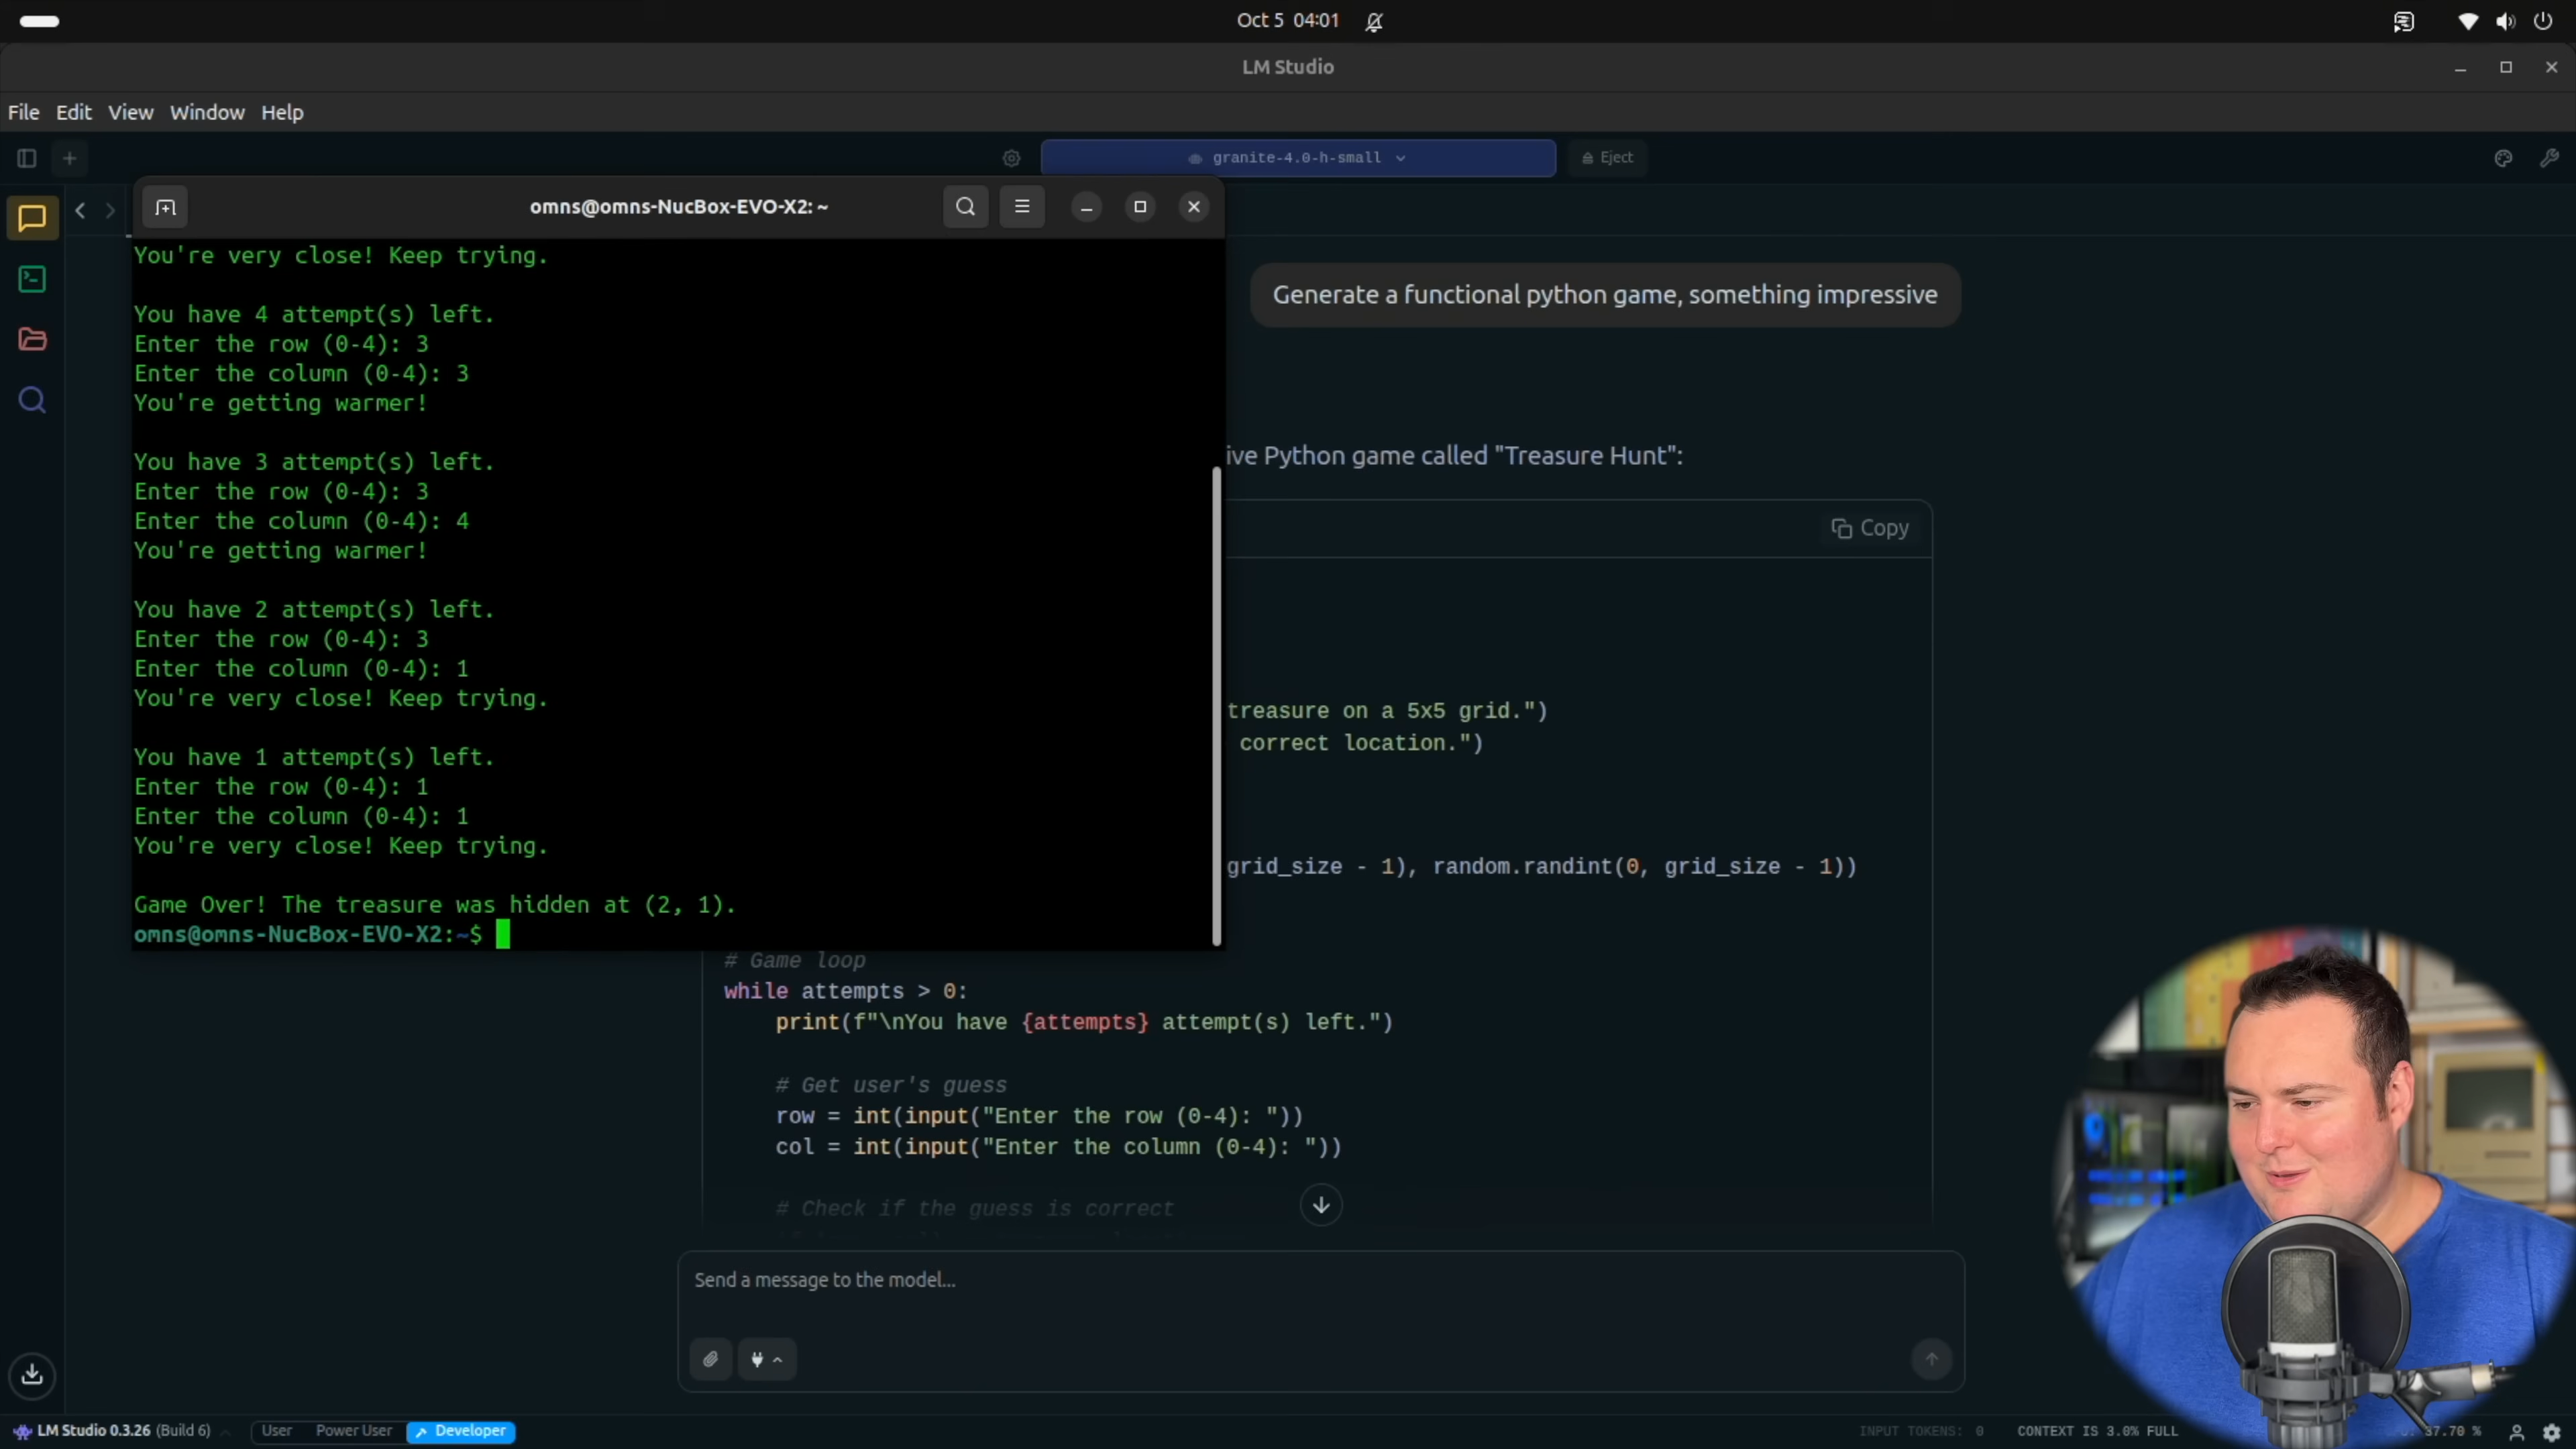 Oct 5 04:01
LM Studio
File Edit View Window Help
granite-4.0-h-small
Eject
omns@omns-NucBox-EVO-X2: ~
You're very close! Keep trying.
You have 4 attempt(s) left.
Enter the row (0-4): 3
Enter the column (0-4): 3
You're getting warmer!
You have 3 attempt(s) left.
Enter the row (0-4): 3
Enter the column (0-4): 4
You're getting warmer!
You have 2 attempt(s) left.
Enter the row (0-4): 3
Enter the column (0-4): 1
You're very close! Keep trying.
You have 1 attempt(s) left.
Enter the row (0-4): 1
Enter the column (0-4): 1
You're very close! Keep trying.
Game Over! The treasure was hidden at (2, 1).
omns@omns-NucBox-EVO-X2:~$
Generate a functional python game, something impressive
ive Python game called "Treasure Hunt":
Copy
treasure on a 5x5 grid.")
correct location.")
grid_size - 1), random.randint(0, grid_size - 1))
# Game loop
while attempts > 0:
print(f"\nYou have {attempts} attempt(s) left.")
# Get user's guess
row = int(input("Enter the row (0-4): "))
col = int(input("Enter the column (0-4): "))
# Check if the guess is correct
Send a message to the model...
LM Studio 0.3.26 (Build 6) User Power User Developer
INPUT TOKENS: 0 CONTEXT IS 3.0% FULL 37.70 %